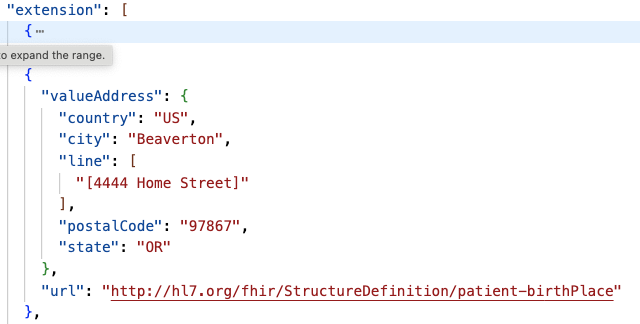 "extension": [
{…
o expand the range.
{
"valueAddress": {
"country": "US",
"city": "Beaverton",
"line": [
"[4444 Home Street]"
],
"postalCode": "97867",
"state": "OR"
},
"url": "http://hl7.org/fhir/StructureDefinition/patient-birthPlace"
},